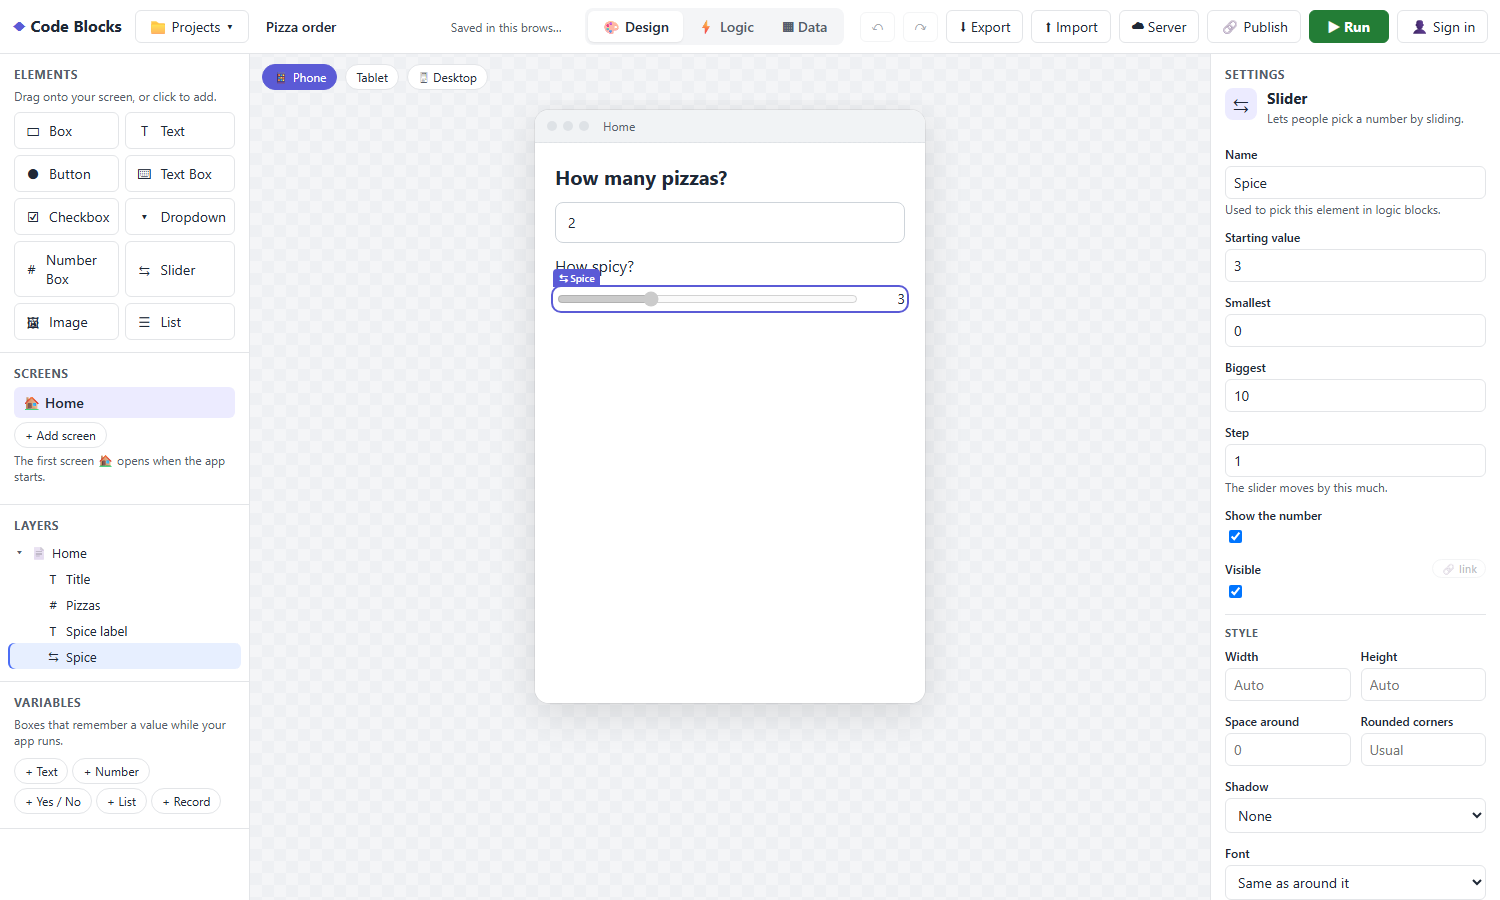 Code Blocks
Projects
Pizza order
Saved in this brows...
Design
Logic
Data
Export
Import
Server
Publish
Run
Sign in
ELEMENTS
Drag onto your screen, or click to add.
Box
Text
Button
Text Box
Checkbox
Dropdown
Number Box
Slider
Image
List
SCREENS
Home
+ Add screen
The first screen 🏠 opens when the app
starts.
LAYERS
Home
Title
Pizzas
Spice label
Spice
VARIABLES
Boxes that remember a value while your
app runs.
+ Text
+ Number
+ Yes / No
+ List
+ Record
Phone
Tablet
Desktop
Home
How many pizzas?
2
How spicy?
Spice
3
SETTINGS
Slider
Lets people pick a number by sliding.
Name
Spice
Used to pick this element in logic blocks.
Starting value
3
Smallest
0
Biggest
10
Step
1
The slider moves by this much.
Show the number
Visible
link
STYLE
Width
Height
Auto
Auto
Space around
Rounded corners
0
Usual
Shadow
None
Font
Same as around it